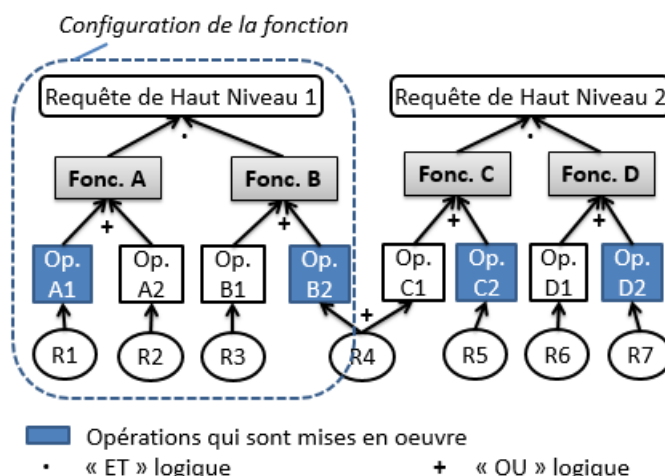 Configuration de la fonction
Requête de Haut Niveau 1
Requête de Haut Niveau 2
.
.
Fonc. A
Fonc. B
Fonc. C
Fonc. D
+
+
+
+
Op.
A1
Op.
A2
Op.
B1
Op.
B2
Op.
C1
Op.
C2
Op.
D1
Op.
D2
+
R1
R2
R3
R4
R5
R6
R7
Opérations qui sont mises en oeuvre
· « ET » logique
+ « OU » logique